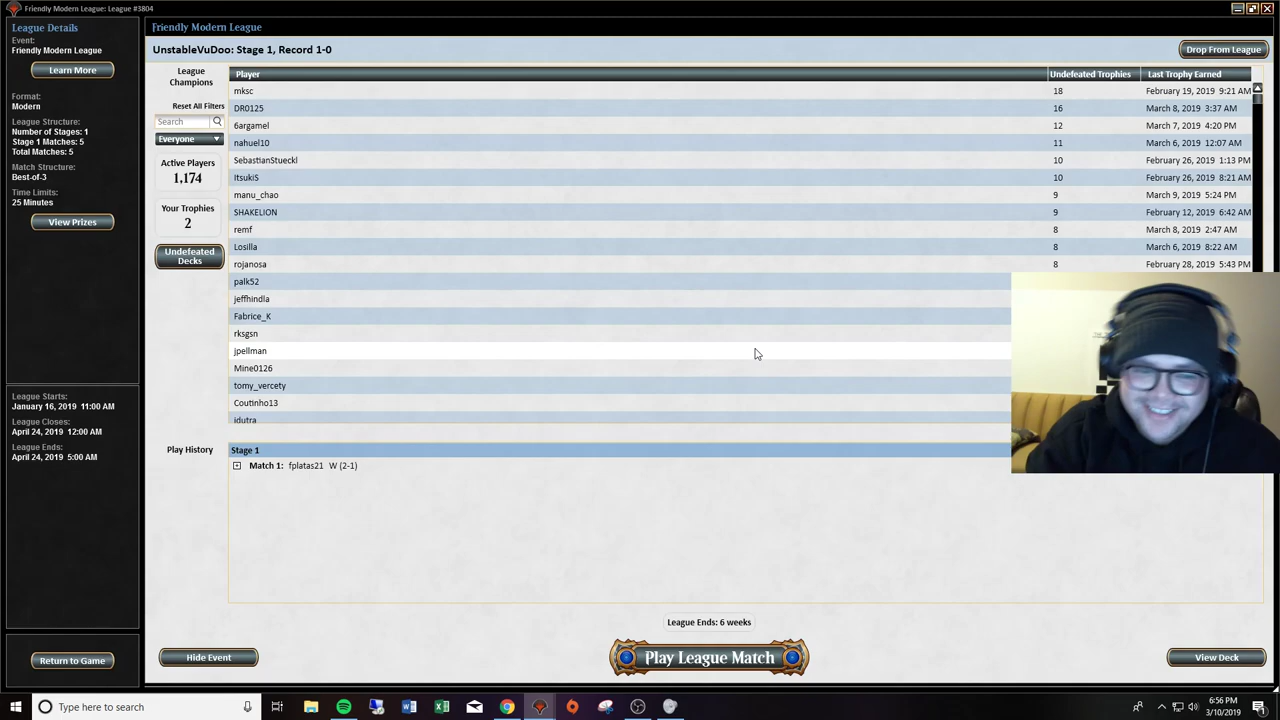 Friendly Modern League: League #3804
League Details
Event:
Friendly Modern League
Learn More
Format:
Modern
League Structure:
Number of Stages: 1
Stage 1 Matches: 5
Total Matches: 5
Match Structure:
Best-of-3
Time Limits:
25 Minutes
View Prizes
League Starts:
January 16, 2019 11:00 AM
League Closes:
April 24, 2019 12:00 AM
League Ends:
April 24, 2019 5:00 AM
Return to Game
Friendly Modern League
UnstableVuDoo: Stage 1, Record 1-0
Drop From League
League
Champions
Reset All Filters
Search
Everyone
Active Players
1,174
Your Trophies
2
Undefeated
Decks
Player Undefeated Trophies Last Trophy Earned
mksc 18 February 19, 2019 9:21 AM
DR0125 16 March 8, 2019 3:37 AM
6argamel 12 March 7, 2019 4:20 PM
nahuel10 11 March 6, 2019 12:07 AM
SebastianStueckl 10 February 26, 2019 1:13 PM
ItsukiS 10 February 26, 2019 8:21 AM
manu_chao 9 March 9, 2019 5:24 PM
SHAKELION 9 February 12, 2019 6:42 AM
remf 8 March 8, 2019 2:47 AM
Losilla 8 March 6, 2019 8:22 AM
rojanosa 8 February 28, 2019 5:43 PM
palk52
jeffhindla
Fabrice_K
rksgsn
jpellman
Mine0126
tomy_vercety
Coutinho13
idutra
Play History
Stage 1
Match 1: fplatas21 W (2-1)
League Ends: 6 weeks
Hide Event
Play League Match
View Deck
Type here to search
6:56 PM
3/10/2019